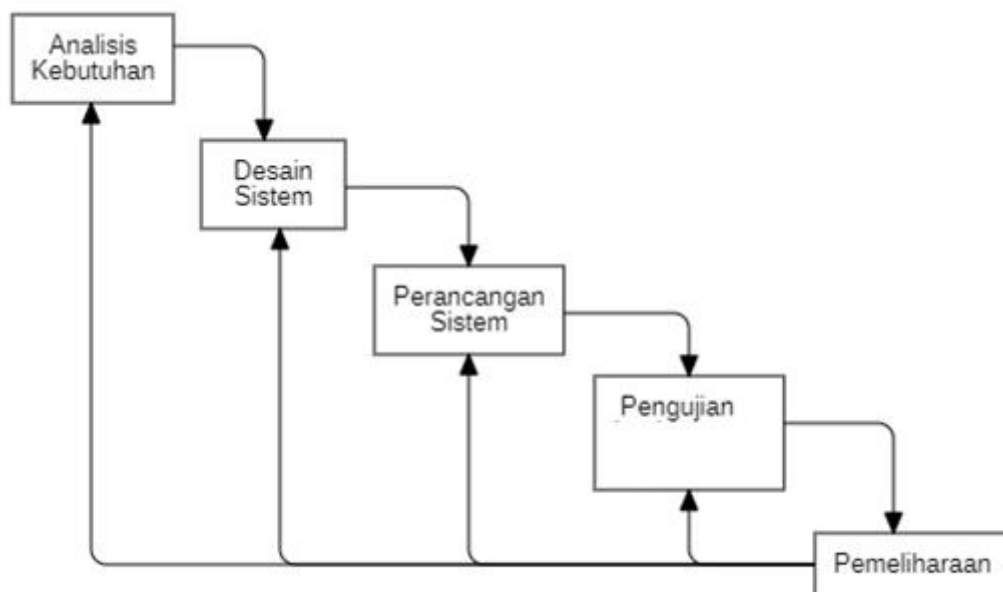 Analisis
Kebutuhan
Desain
Sistem
Perancangan
Sistem
Pengujian
Pemeliharaan